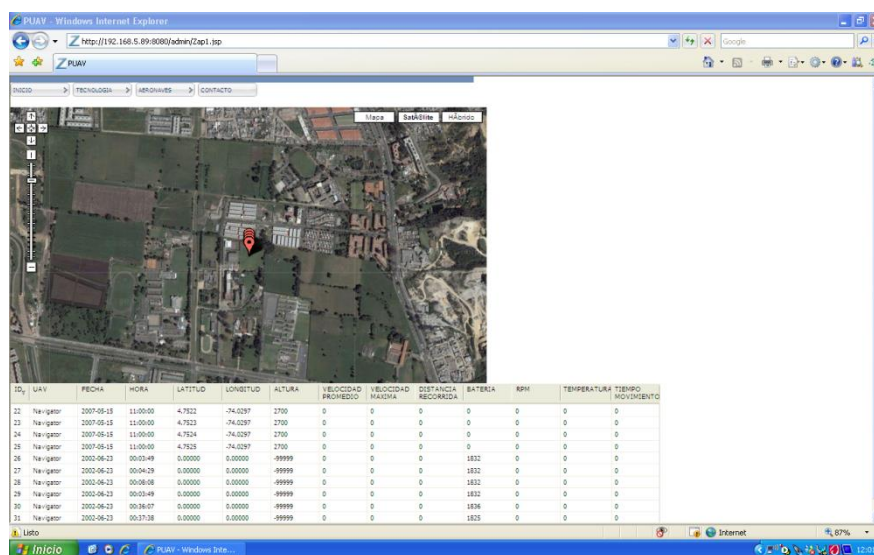 PUAV - Windows Internet Explorer
http://192.168.5.89:8080/admin/Zap1.jsp
Google
PUAV
INICIO > TECNOLOGIA > AERONAVES > CONTACTO
Mapa SatÃ©lite HÃ­brido
ID UAV FECHA HORA LATITUD LONGITUD ALTURA VELOCIDAD PROMEDIO VELOCIDAD MAXIMA DISTANCIA RECORRIDA BATERIA RPM TEMPERATURA TIEMPO MOVIMIENTO
22 Navigator 2007-05-15 11:00:00 4.7522 -74.0297 2700 0 0 0 0 0 0 0
23 Navigator 2007-05-15 11:00:00 4.7523 -74.0297 2700 0 0 0 0 0 0 0
24 Navigator 2007-05-15 11:00:00 4.7524 -74.0297 2700 0 0 0 0 0 0 0
25 Navigator 2007-05-15 11:00:00 4.7525 -74.0297 2700 0 0 0 0 0 0 0
26 Navigator 2002-06-23 00:03:49 0.00000 0.00000 -99999 0 0 0 1832 0 0 0
27 Navigator 2002-06-23 00:04:29 0.00000 0.00000 -99999 0 0 0 1832 0 0 0
28 Navigator 2002-06-23 00:08:08 0.00000 0.00000 -99999 0 0 0 1832 0 0 0
29 Navigator 2002-06-23 00:03:49 0.00000 0.00000 -99999 0 0 0 1832 0 0 0
30 Navigator 2002-06-23 00:36:07 0.00000 0.00000 -99999 0 0 0 1836 0 0 0
31 Navigator 2002-06-23 00:37:38 0.00000 0.00000 -99999 0 0 0 1825 0 0 0
Listo Internet 87%
Inicio PUAV - Windows Inte...